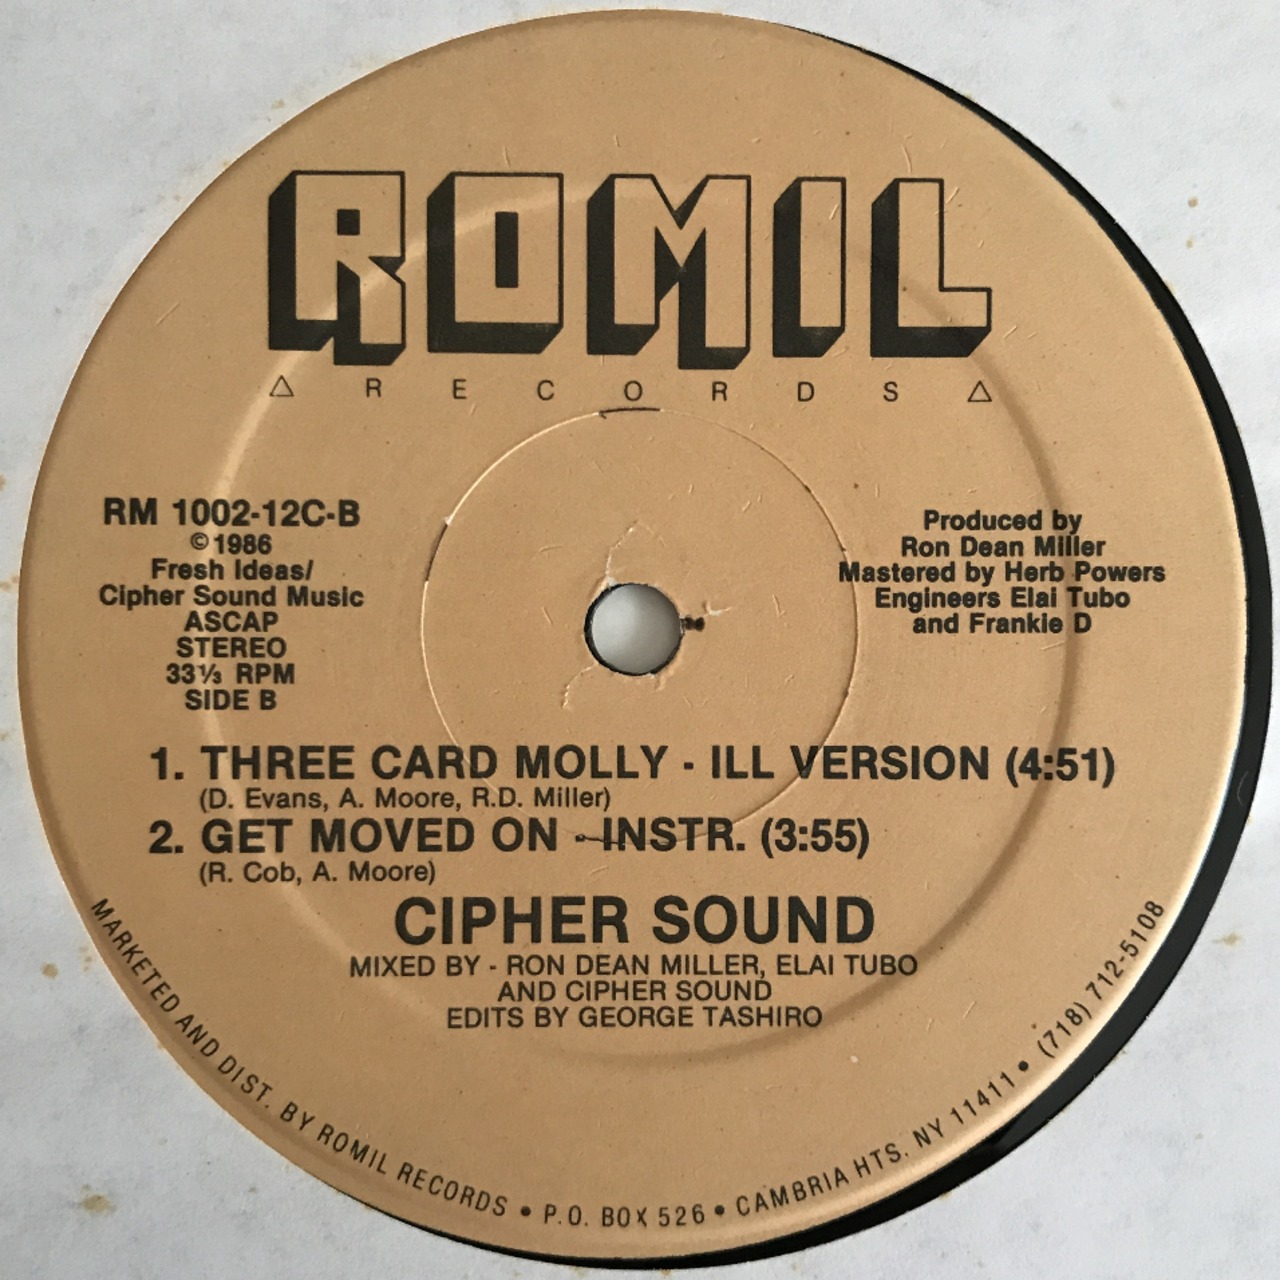 ROMIL
△ RECORDS △
RM 1002-12C-B
©1986
Fresh Ideas/
Cipher Sound Music
ASCAP
STEREO
33⅓ RPM
SIDE B
Produced by
Ron Dean Miller
Mastered by Herb Powers
Engineers Elai Tubo
and Frankie D
1. THREE CARD MOLLY - ILL VERSION (4:51)
(D. Evans, A. Moore, R.D. Miller)
2. GET MOVED ON - INSTR. (3:55)
(R. Cob, A. Moore)
CIPHER SOUND
MIXED BY - RON DEAN MILLER, ELAI TUBO
AND CIPHER SOUND
EDITS BY GEORGE TASHIRO
MARKETED AND DIST. BY ROMIL RECORDS • P.O. BOX 526 • CAMBRIA HTS. NY 11411 • (718) 712-5108